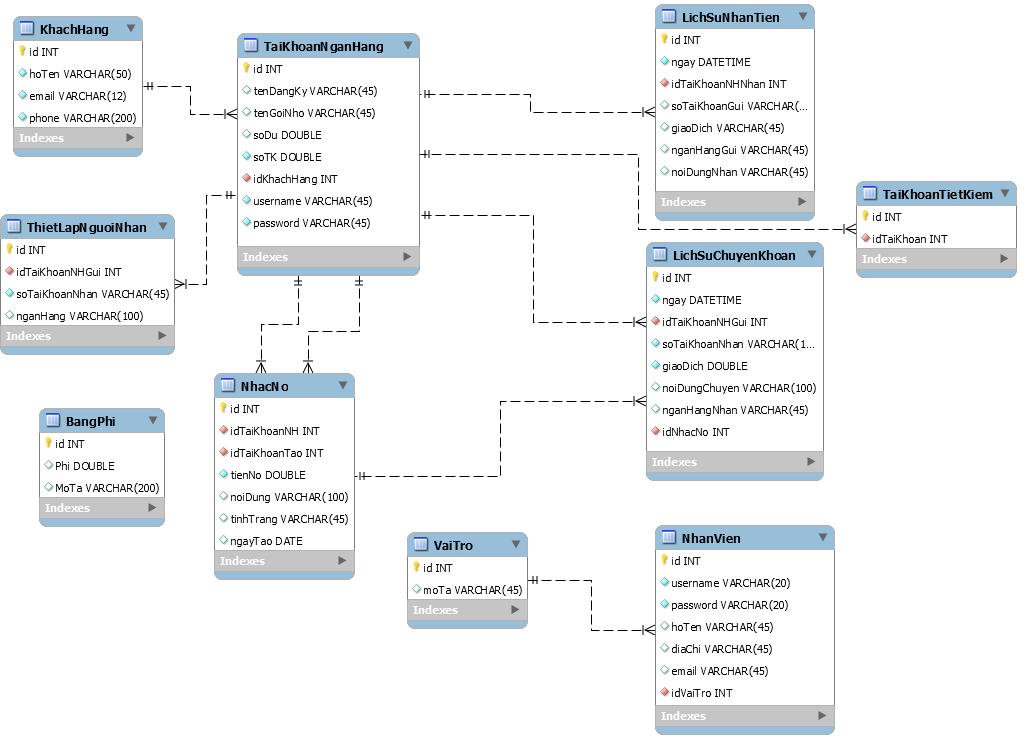 KhachHang
id INT
hoTen VARCHAR(50)
email VARCHAR(12)
phone VARCHAR(200)
Indexes
TaiKhoanNganHang
id INT
tenDangKy VARCHAR(45)
tenGoiNho VARCHAR(45)
soDu DOUBLE
soTK DOUBLE
idKhachHang INT
username VARCHAR(45)
password VARCHAR(45)
Indexes
LichSuNhanTien
id INT
ngay DATETIME
idTaiKhoanNHNhan INT
soTaiKhoanGui VARCHAR(...
giaoDich VARCHAR(45)
nganHangGui VARCHAR(45)
noiDungNhan VARCHAR(45)
Indexes
TaiKhoanTietKiem
id INT
idTaiKhoan INT
Indexes
ThietLapNguoiNhan
id INT
idTaiKhoanNHGui INT
soTaiKhoanNhan VARCHAR(45)
nganHang VARCHAR(100)
Indexes
LichSuChuyenKhoan
id INT
ngay DATETIME
idTaiKhoanNHGui INT
soTaiKhoanNhan VARCHAR(1...
giaoDich DOUBLE
noiDungChuyen VARCHAR(100)
nganHangNhan VARCHAR(45)
idNhacNo INT
Indexes
NhacNo
id INT
idTaiKhoanNH INT
idTaiKhoanTao INT
tienNo DOUBLE
noiDung VARCHAR(100)
tinhTrang VARCHAR(45)
ngayTao DATE
Indexes
BangPhi
id INT
Phi DOUBLE
MoTa VARCHAR(200)
Indexes
VaiTro
id INT
moTa VARCHAR(45)
Indexes
NhanVien
id INT
username VARCHAR(20)
password VARCHAR(20)
hoTen VARCHAR(45)
diaChi VARCHAR(45)
email VARCHAR(45)
idVaiTro INT
Indexes